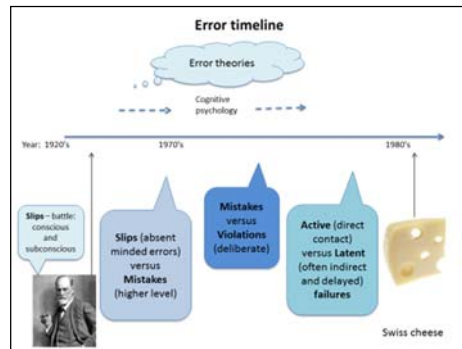 Error timeline
Error theories
Cognitive
psychology
Year: 1920's
1970's
1980's
Slips – battle:
conscious
and
subconscious
Slips (absent
minded errors)
versus
Mistakes
(higher level)
Mistakes
versus
Violations
(deliberate)
Active (direct
contact)
versus Latent
(often indirect
and delayed)
failures
Swiss cheese